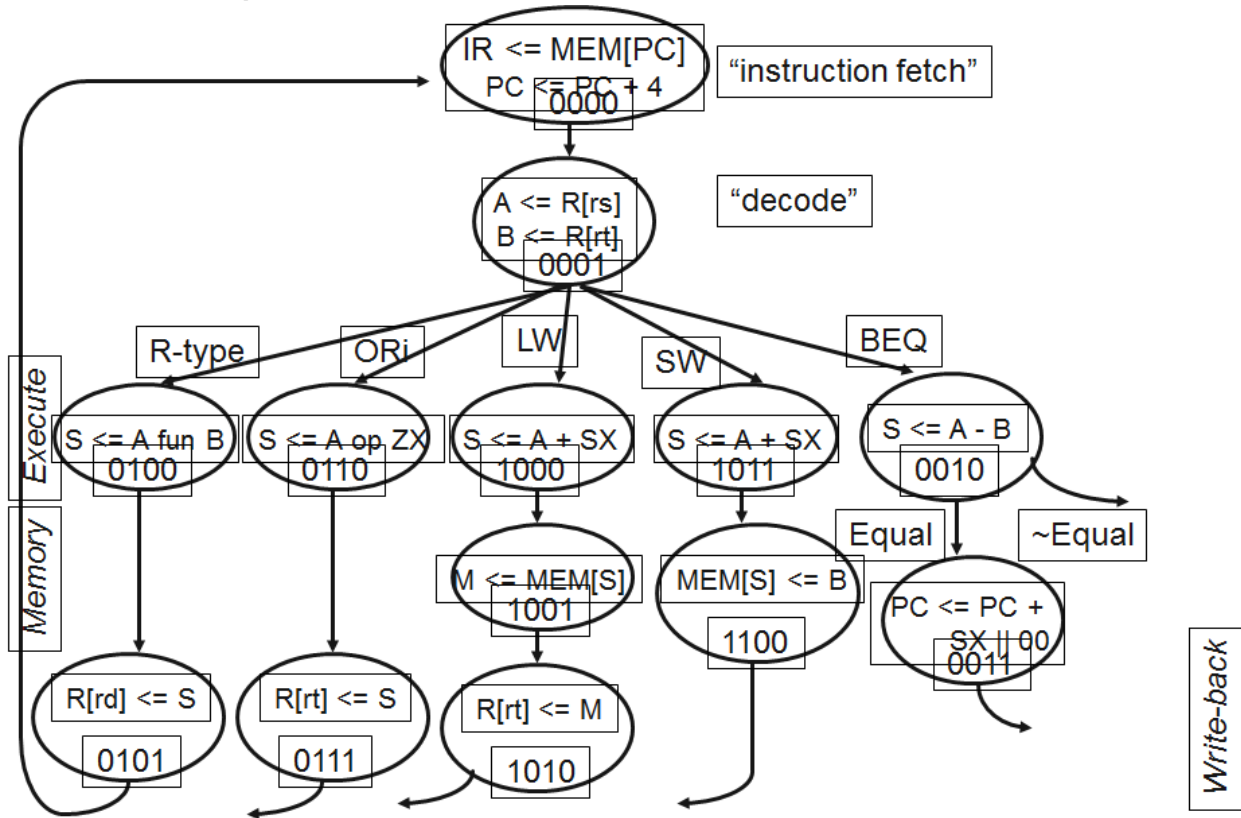 IR <= MEM[PC]
PC <= PC + 4
0000
“instruction fetch”
A <= R[rs]
B <= R[rt]
0001
“decode”
R-type
ORi
LW
SW
BEQ
Execute
S <= A fun B
0100
S <= A op ZX
0110
S <= A + SX
1000
S <= A + SX
1011
S <= A - B
0010
Equal
~Equal
Memory
M <= MEM[S]
1001
MEM[S] <= B
1100
PC <= PC +
SX || 00
0011
R[rd] <= S
0101
R[rt] <= S
0111
R[rt] <= M
1010
Write-back